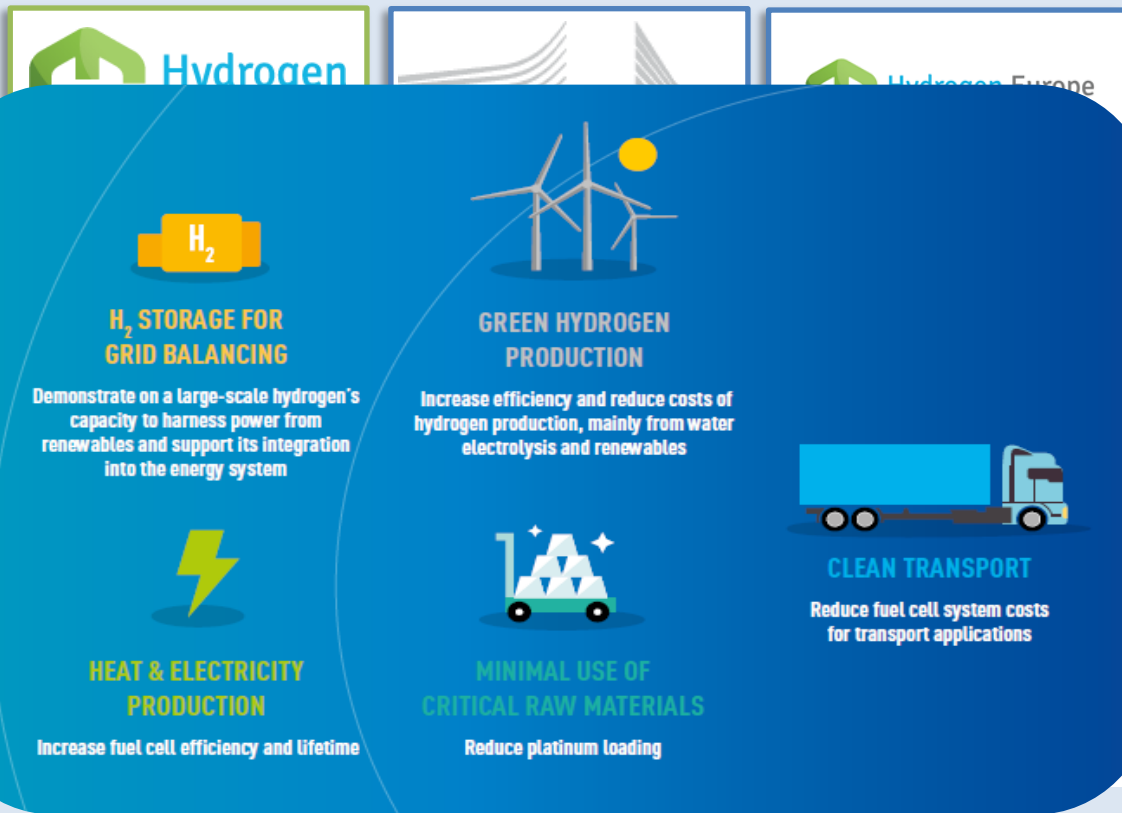 Hydrogen
Hydrogen Europe
H₂
H₂ STORAGE FOR
GRID BALANCING
Demonstrate on a large-scale hydrogen's
capacity to harness power from
renewables and support its integration
into the energy system
GREEN HYDROGEN
PRODUCTION
Increase efficiency and reduce costs of
hydrogen production, mainly from water
electrolysis and renewables
CLEAN TRANSPORT
Reduce fuel cell system costs
for transport applications
HEAT & ELECTRICITY
PRODUCTION
Increase fuel cell efficiency and lifetime
MINIMAL USE OF
CRITICAL RAW MATERIALS
Reduce platinum loading